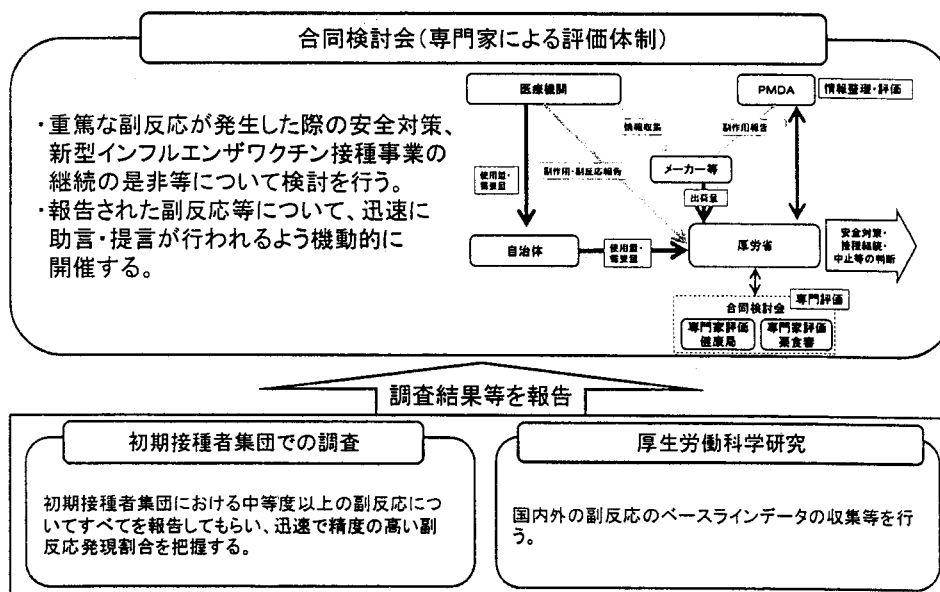 合同検討会(専門家による評価体制)
・重篤な副反応が発生した際の安全対策、
新型インフルエンザワクチン接種事業の
継続の是非等について検討を行う。
・報告された副反応等について、迅速に
助言・提言が行われるよう機動的に
開催する。
医療機関
PMDA
情報整理・評価
情報収集
副作用報告
メーカー等
使用量・
需要量
副作用・副反応報告
出荷量
自治体
使用量・
需要量
厚労省
安全対策・
接種継続・
中止等の判断
専門評価
合同検討会
専門家評価
健康局
専門家評価
薬食審
調査結果等を報告
初期接種者集団での調査
初期接種者集団における中等度以上の副反応につ
いてすべてを報告してもらい、迅速で精度の高い副
反応発現割合を把握する。
厚生労働科学研究
国内外の副反応のベースラインデータの収集等を行
う。